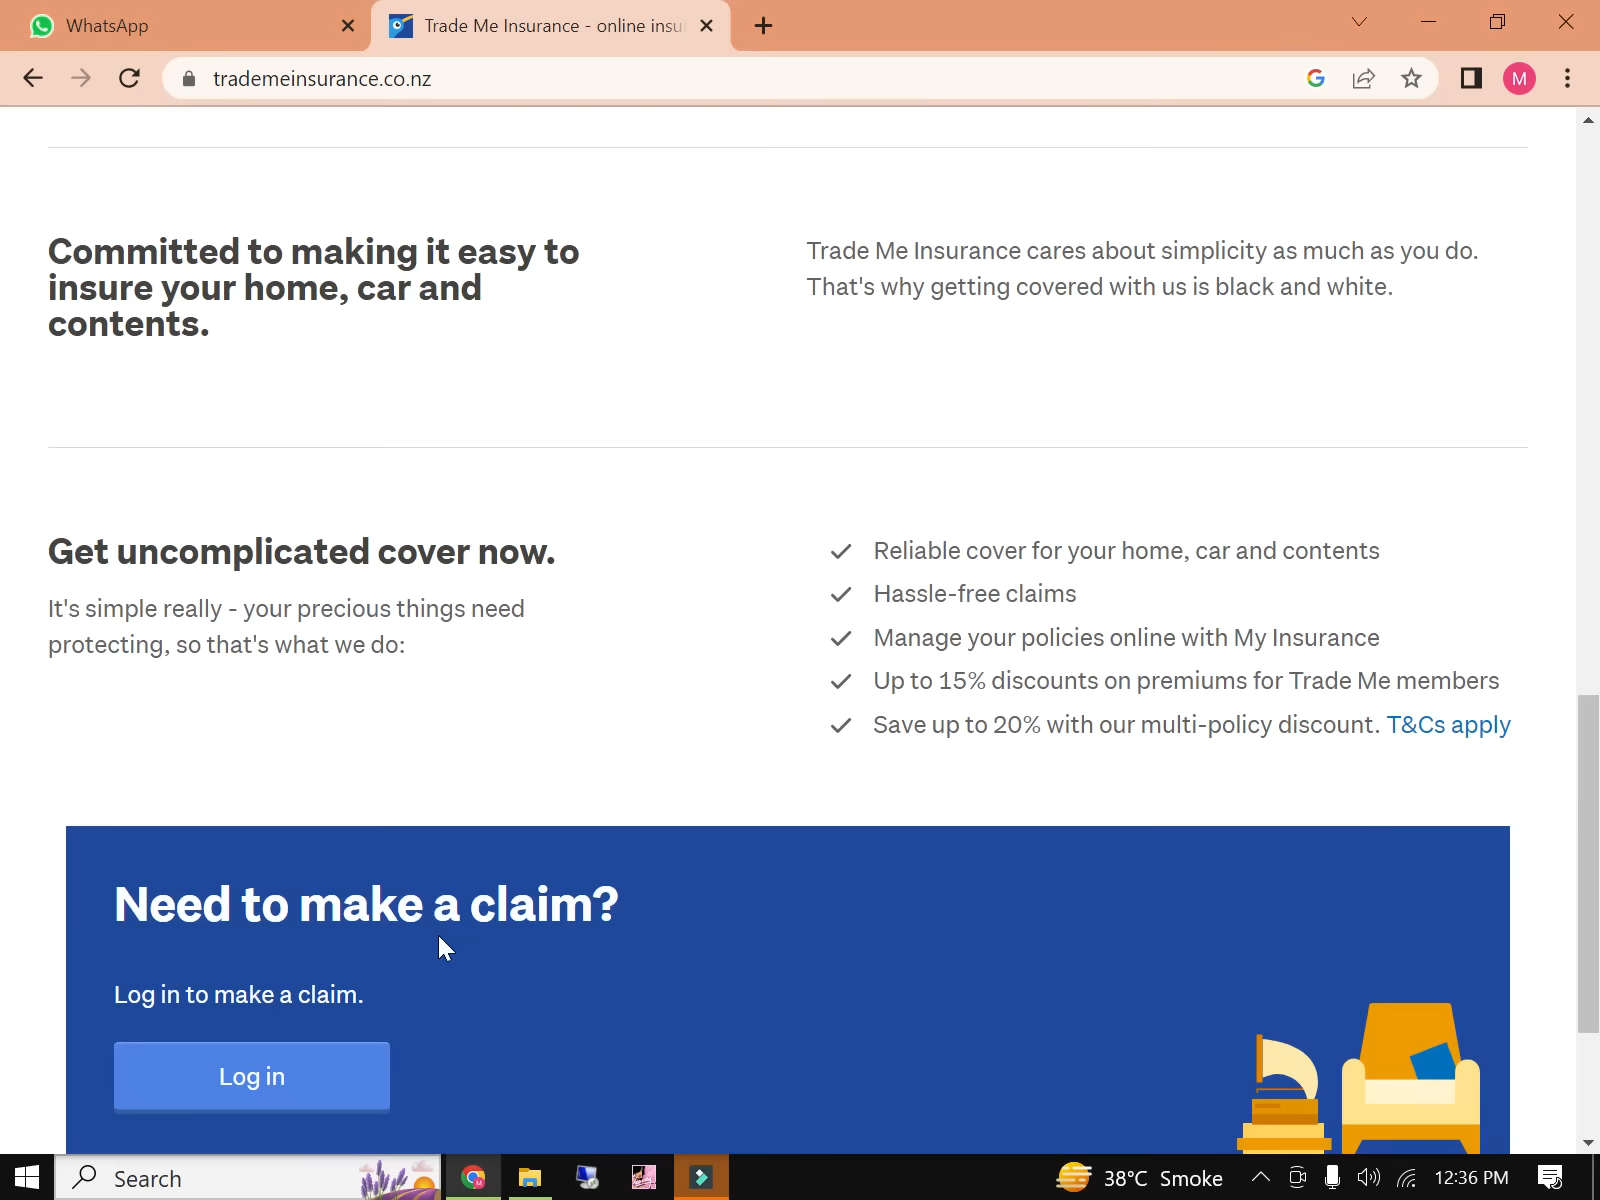 WhatsApp
Trade Me Insurance - online insu
trademeinsurance.co.nz
M
Committed to making it easy to
insure your home, car and
contents.
Trade Me Insurance cares about simplicity as much as you do.
That's why getting covered with us is black and white.
Get uncomplicated cover now.
It's simple really - your precious things need
protecting, so that's what we do:
Reliable cover for your home, car and contents
Hassle-free claims
Manage your policies online with My Insurance
Up to 15% discounts on premiums for Trade Me members
Save up to 20% with our multi-policy discount. T&Cs apply
Need to make a claim?
Log in to make a claim.
Log in
Search
38°C Smoke
12:36 PM